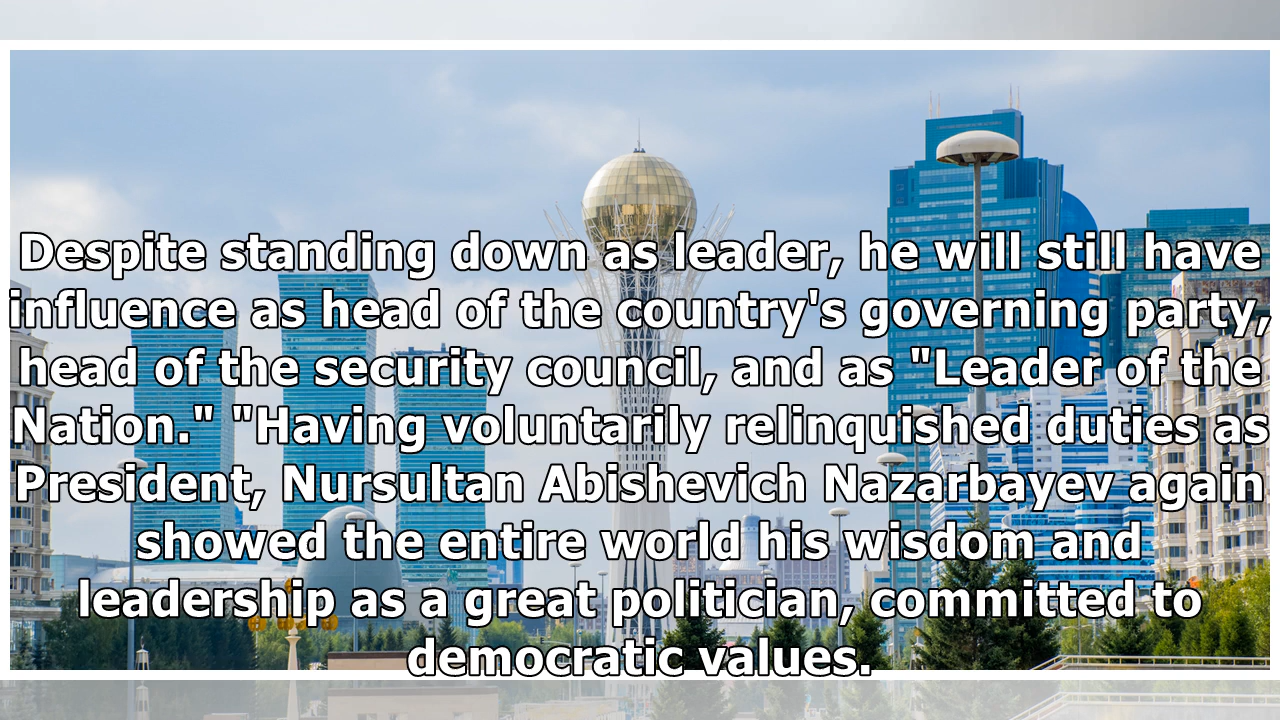 Despite standing down as leader, he will still have
influence as head of the country's governing party,
head of the security council, and as "Leader of the
Nation." "Having voluntarily relinquished duties as
President, Nursultan Abishevich Nazarbayev again
showed the entire world his wisdom and
leadership as a great politician, committed to
democratic values.